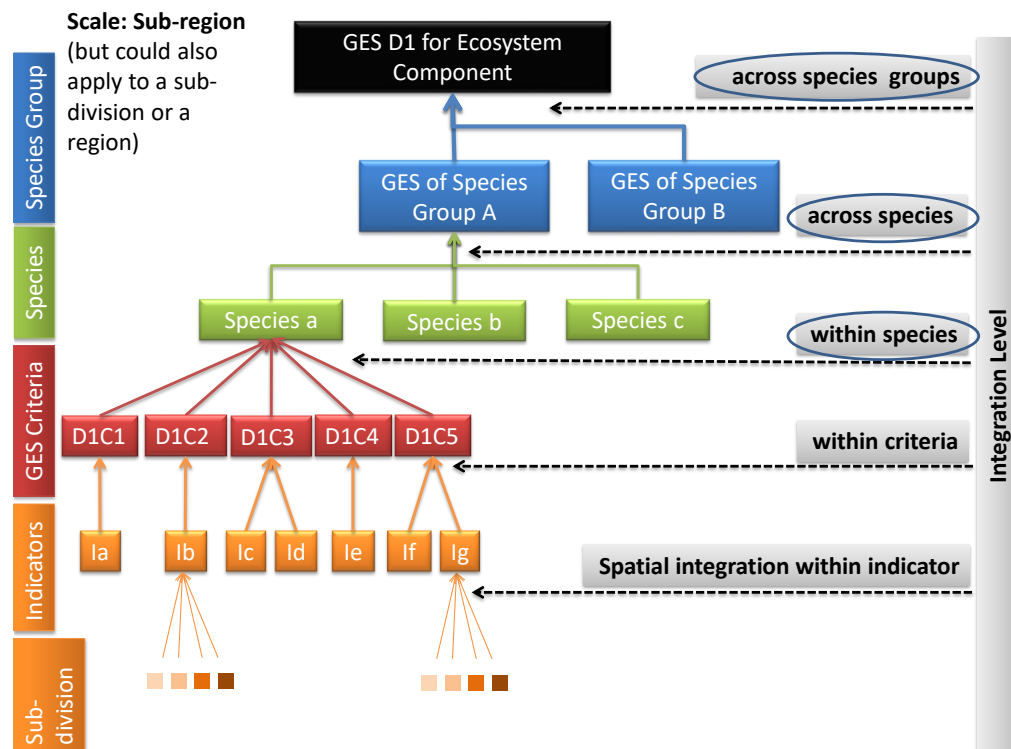 Scale: Sub-region
(but could also
apply to a sub-
division or a
region)
GES D1 for Ecosystem
Component
across species  groups
Species Group
GES of Species
Group A
GES of Species
Group B
across species
Species
Species a
Species b
Species c
within species
Integration Level
GES Criteria
D1C1
D1C2
D1C3
D1C4
D1C5
within criteria
Indicators
Ia
Ib
Ic
Id
Ie
If
Ig
Spatial integration within indicator
Sub-
division